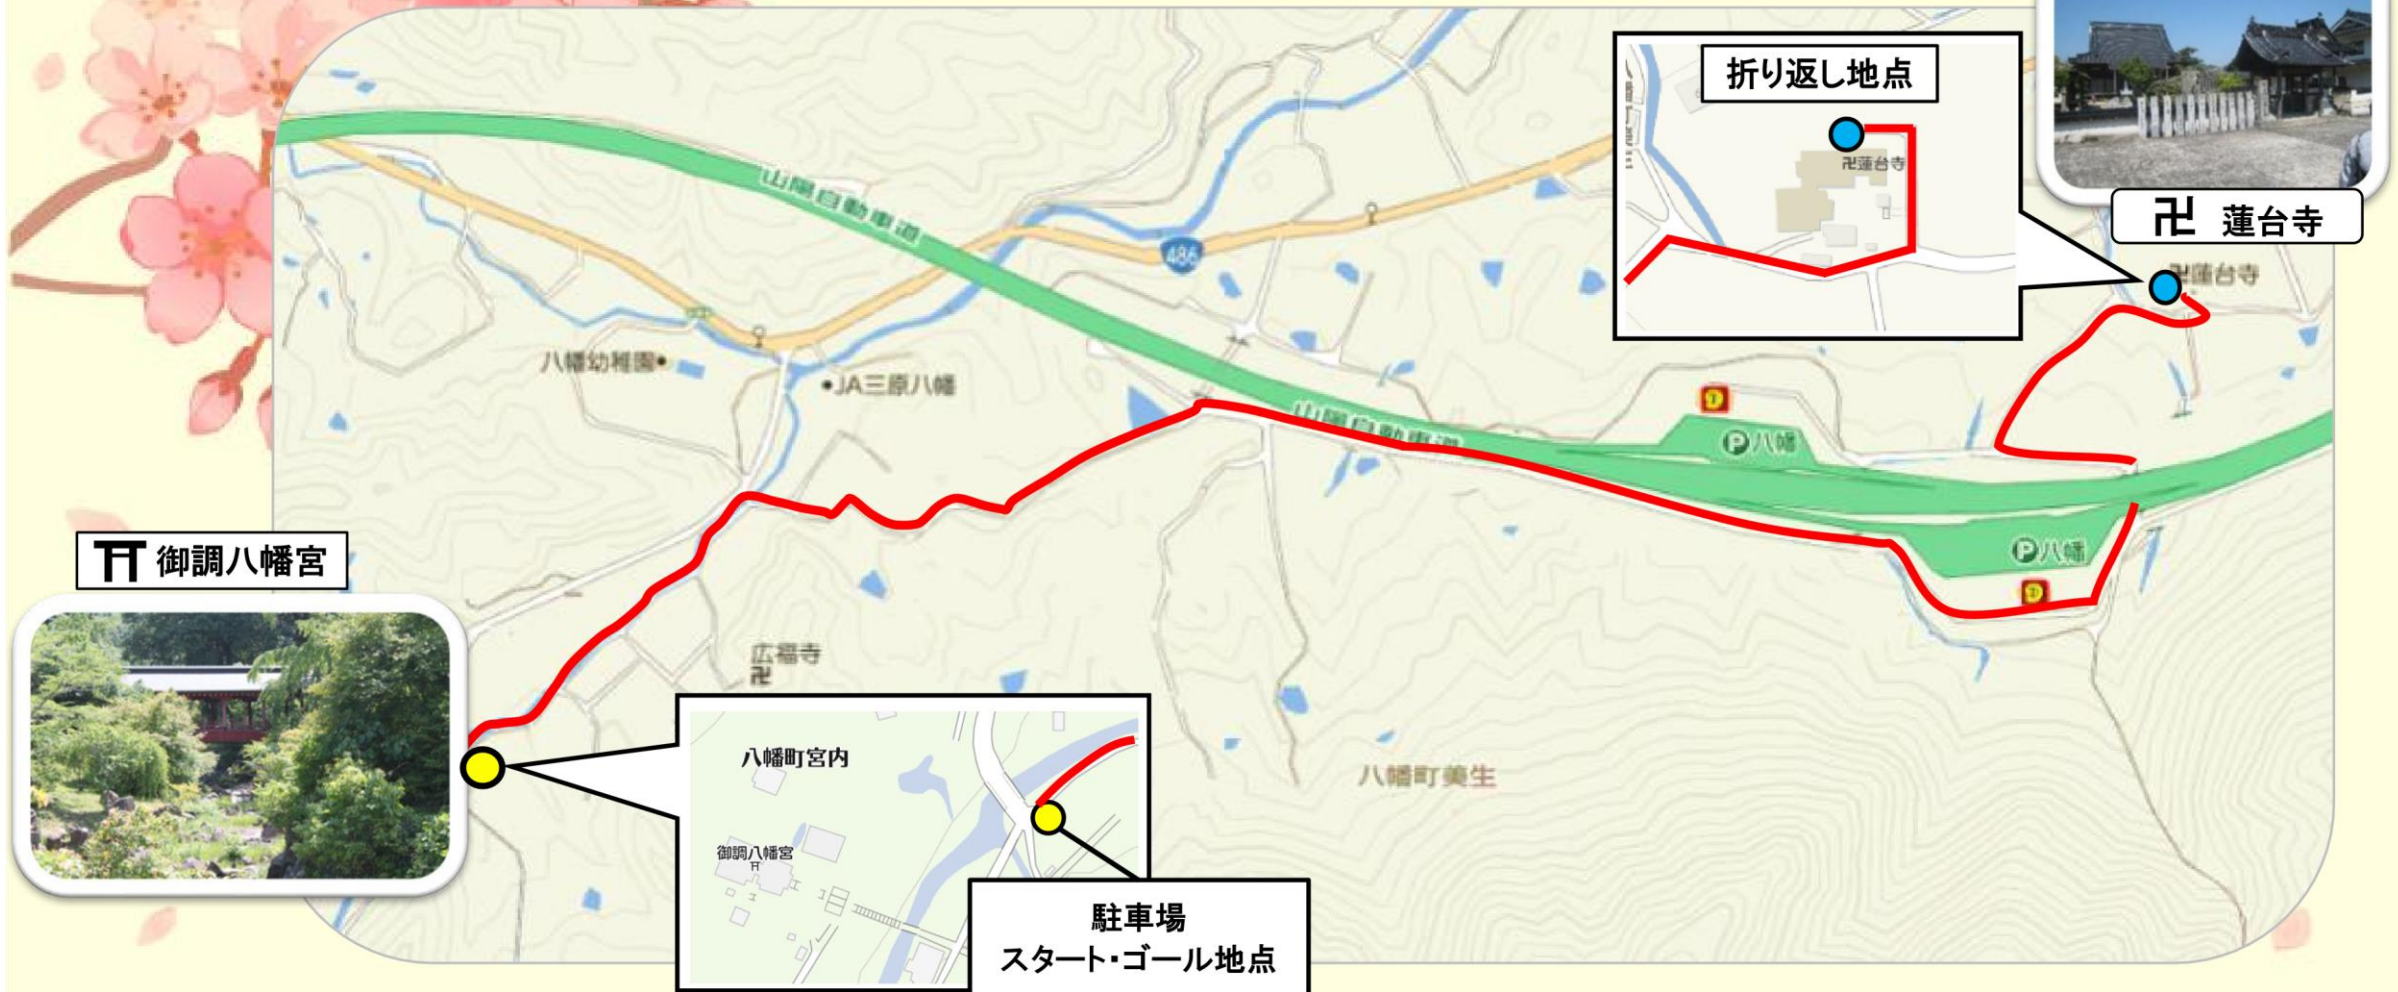 折り返し地点
卍蓮台寺
卍 蓮台寺
卍蓮台寺
山陽自動車道
486
八幡幼稚園
JA三原八幡
山陽自動車道
P八幡
P八幡
御調八幡宮
広福寺
卍
八幡町宮内
御調八幡宮
八幡町美生
駐車場
スタート・ゴール地点